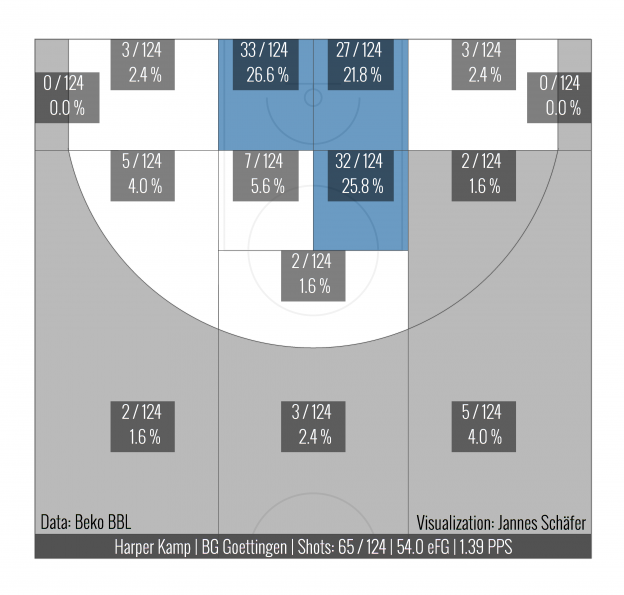 3 / 124
2.4 %
33 / 124
26.6 %
27 / 124
21.8 %
3 / 124
2.4 %
0 / 124
0.0 %
0 / 124
0.0 %
5 / 124
4.0 %
7 / 124
5.6 %
32 / 124
25.8 %
2 / 124
1.6 %
2 / 124
1.6 %
2 / 124
1.6 %
3 / 124
2.4 %
5 / 124
4.0 %
Data: Beko BBL
Visualization: Jannes Schäfer
Harper Kamp | BG Goettingen | Shots: 65 / 124 | 54.0 eFG | 1.39 PPS